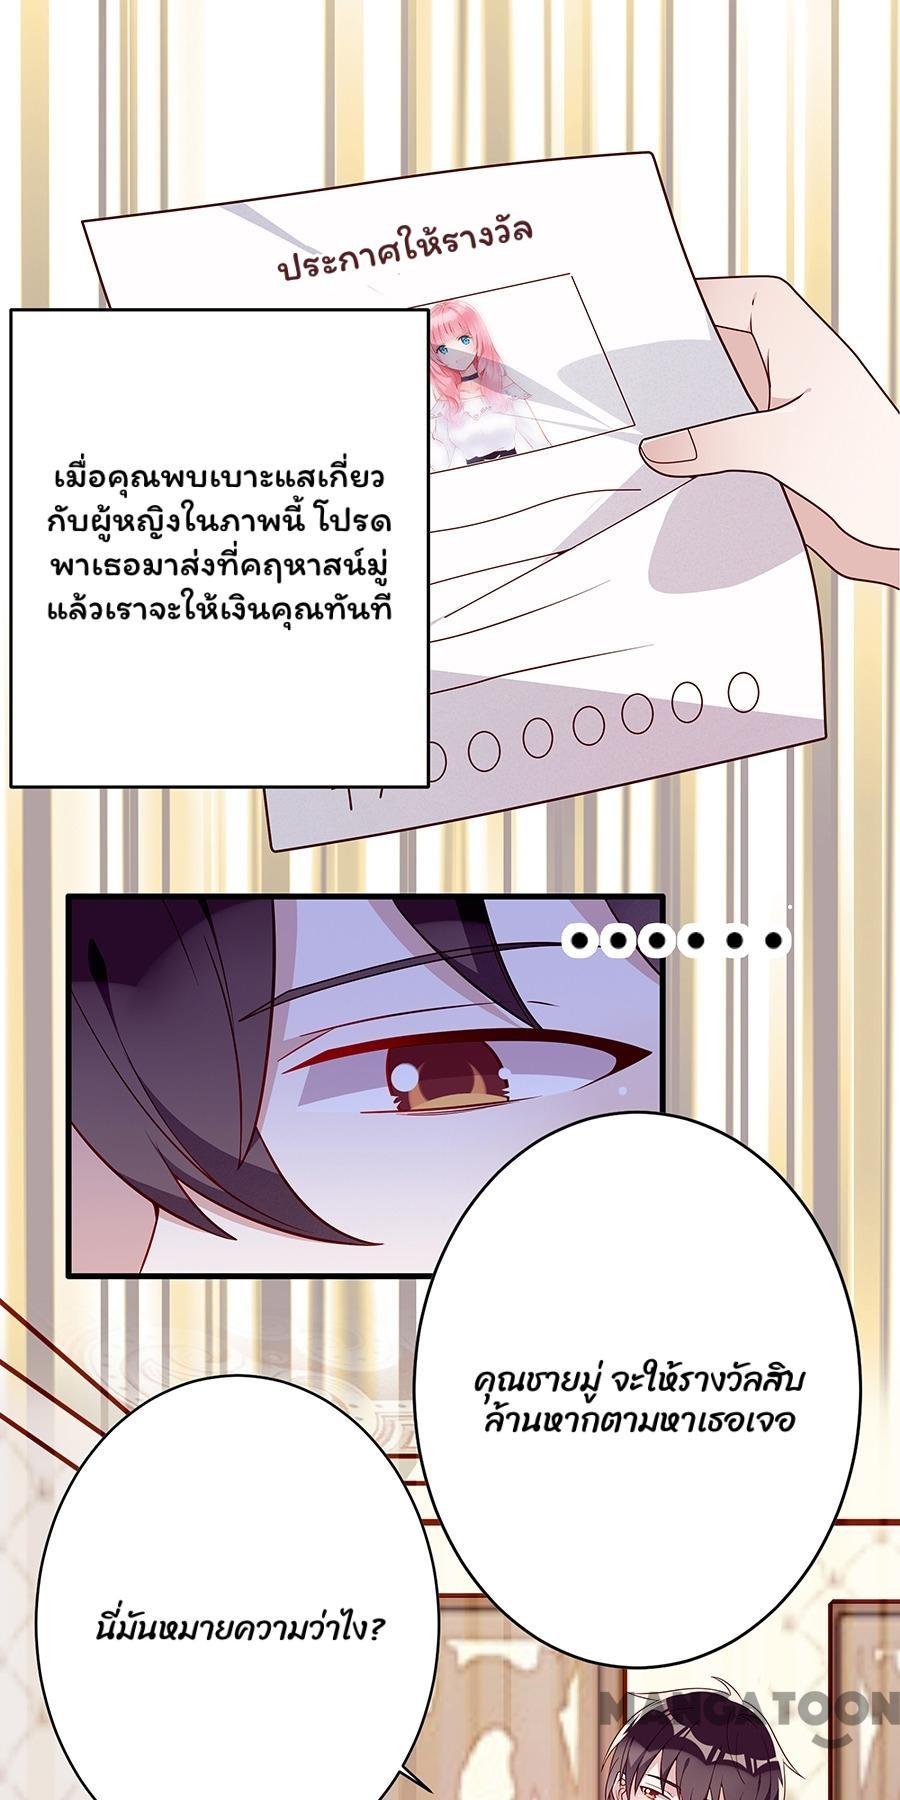 ประกาศให้รางวัล
เมื่อคุณพบเบาะแสเกี่ยว
กับผู้หญิงในภาพนี้ โปรด
พาเธอมาส่งที่คฤหาสน์มู่
แล้วเราจะให้เงินคุณทันที
คุณชายมู่ จะให้รางวัลสิบ
ล้านหากตามหาเธอเจอ
นี่มันหมายความว่าไง?
MANGATOON